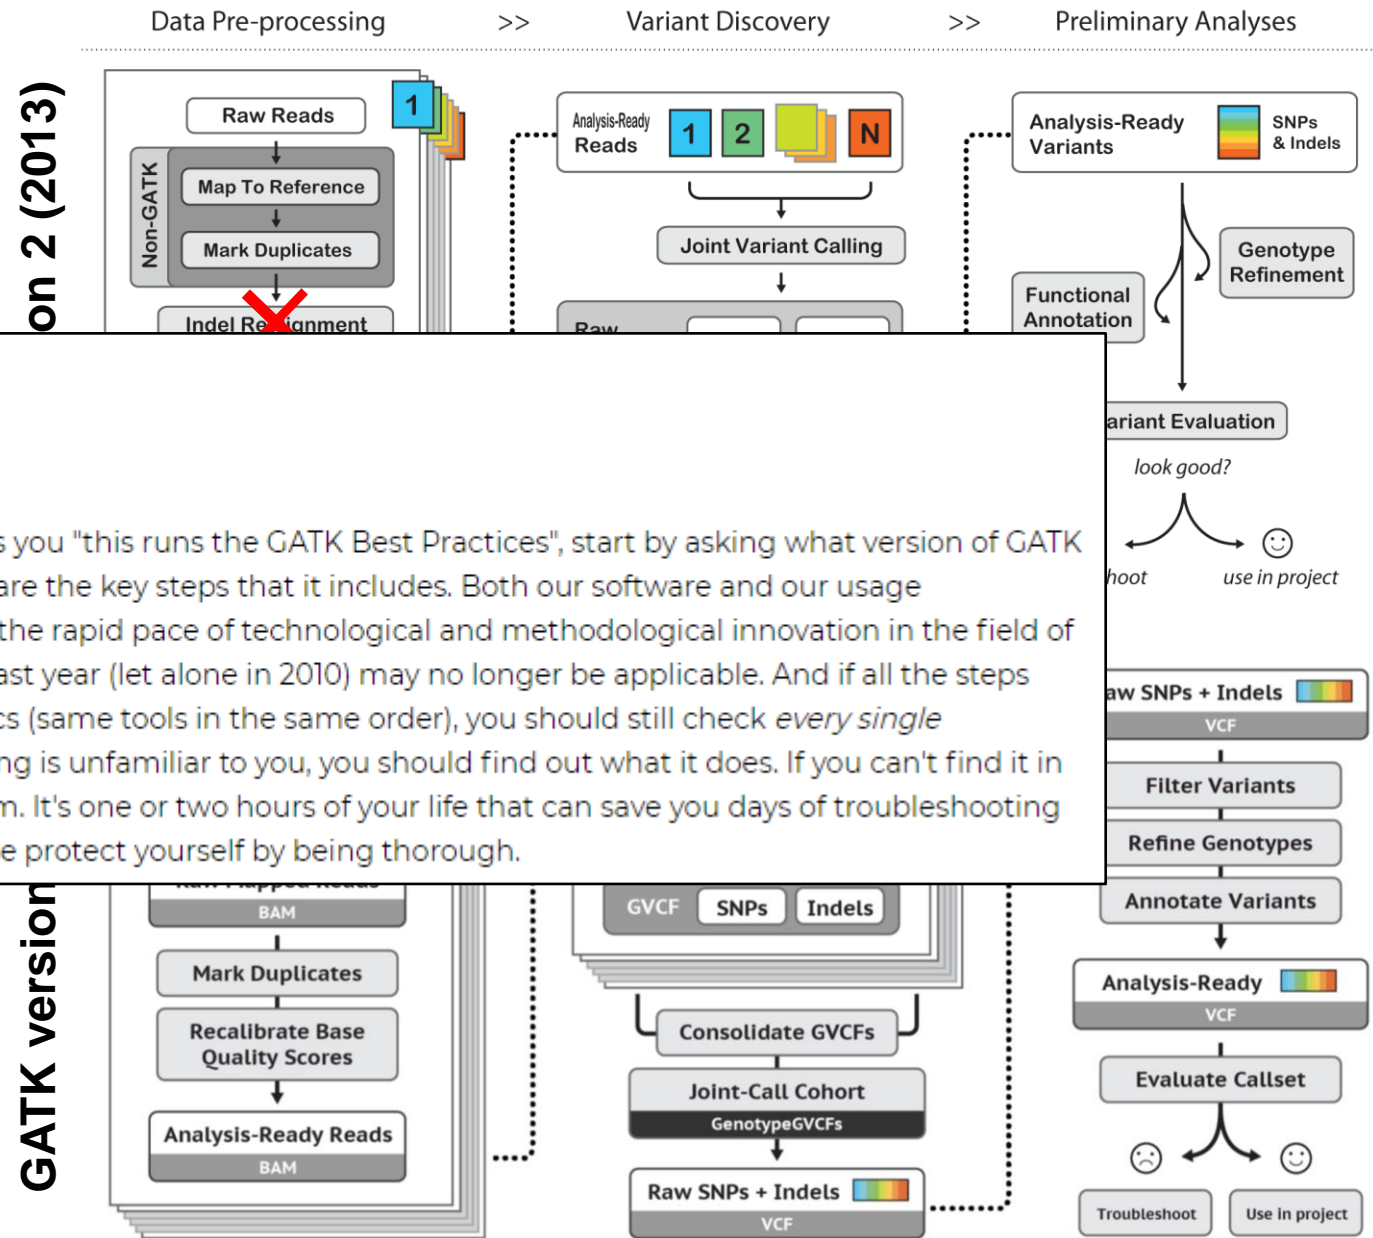 Data Pre-processing >> Variant Discovery >> Preliminary Analyses
on 2 (2013)
1
Raw Reads
Non-GATK
Map To Reference
Mark Duplicates
Indel Realignment
Analysis-Ready
Reads
1 2 N
Joint Variant Calling
Raw
Analysis-Ready
Variants
SNPs
& Indels
Genotype
Refinement
Functional
Annotation
ariant Evaluation
look good?
hoot
use in project
s you "this runs the GATK Best Practices", start by asking what version of GATK
are the key steps that it includes. Both our software and our usage
the rapid pace of technological and methodological innovation in the field of
ast year (let alone in 2010) may no longer be applicable. And if all the steps
cs (same tools in the same order), you should still check every single
ng is unfamiliar to you, you should find out what it does. If you can't find it in
m. It's one or two hours of your life that can save you days of troubleshooting
e protect yourself by being thorough.
GATK version
Raw Mapped Reads
BAM
Mark Duplicates
Recalibrate Base
Quality Scores
Analysis-Ready Reads
BAM
GVCF SNPs Indels
Consolidate GVCFs
Joint-Call Cohort
GenotypeGVCFs
Raw SNPs + Indels
VCF
aw SNPs + Indels
VCF
Filter Variants
Refine Genotypes
Annotate Variants
Analysis-Ready
VCF
Evaluate Callset
Troubleshoot
Use in project